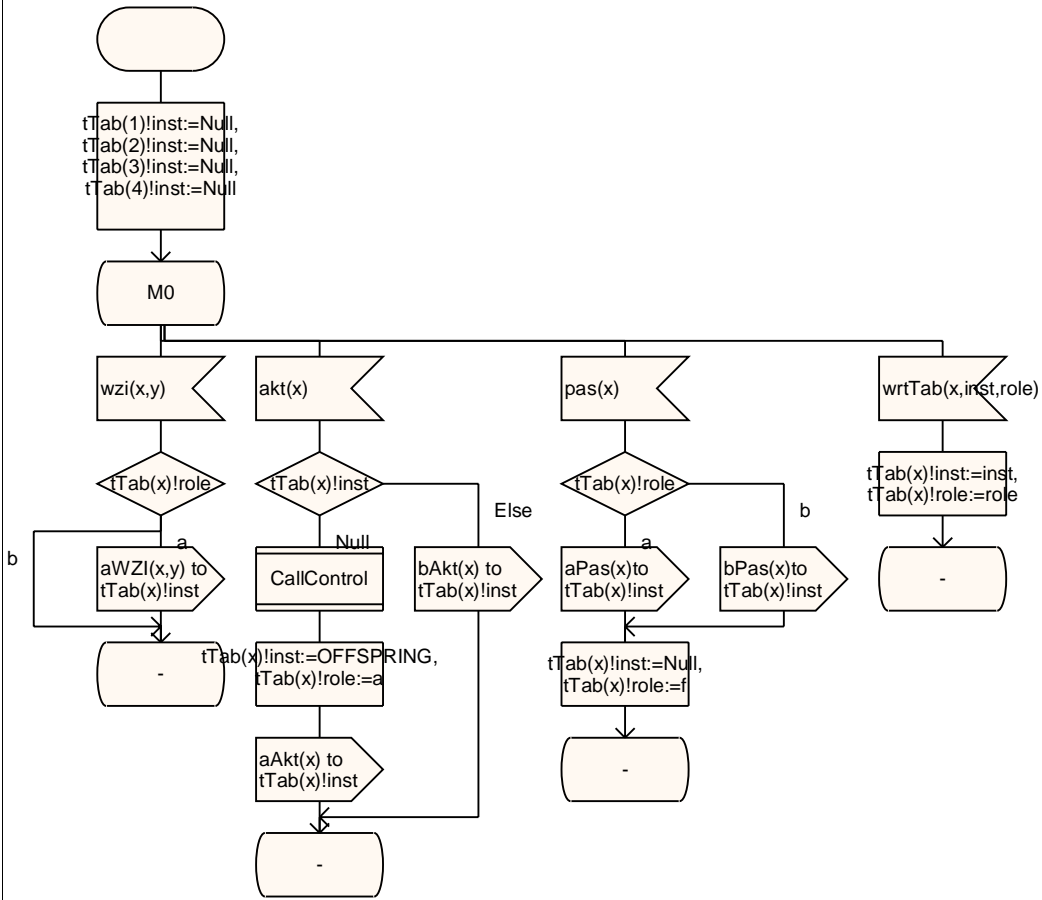 tTab(1)!inst:=Null,
tTab(2)!inst:=Null,
tTab(3)!inst:=Null,
tTab(4)!inst:=Null
M0
wzi(x,y)
akt(x)
pas(x)
wrtTab(x,inst,role)
tTab(x)!role
tTab(x)!inst
tTab(x)!role
tTab(x)!inst:=inst,
tTab(x)!role:=role
Else
b
b
a
Null
a
aWZI(x,y) to
tTab(x)!inst
CallControl
bAkt(x) to
tTab(x)!inst
aPas(x)to
tTab(x)!inst
bPas(x)to
tTab(x)!inst
-
-
tTab(x)!inst:=OFFSPRING,
tTab(x)!role:=a
tTab(x)!inst:=Null,
tTab(x)!role:=f
aAkt(x) to
tTab(x)!inst
-
-